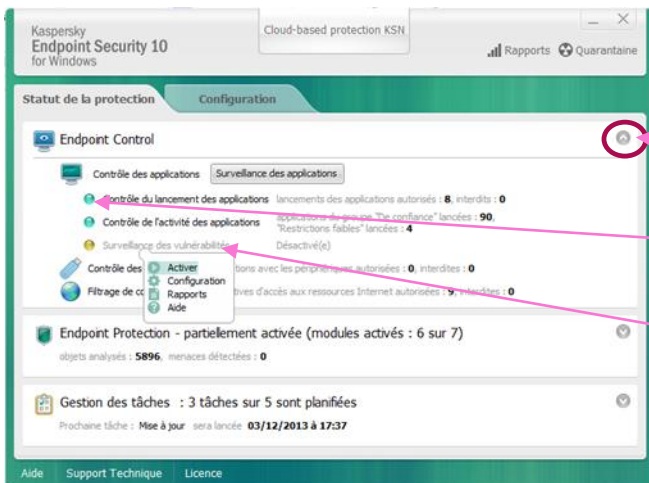 Kaspersky
Endpoint Security 10
for Windows
Cloud-based protection KSN
Rapports Quarantaine
Statut de la protection Configuration
Endpoint Control
Contrôle des applications Surveillance des applications
Contrôle du lancement des applications lancements des applications autorisés : 8, interdits : 0
Contrôle de l'activité des applications applications du groupe "De confiance" lancées : 90,
"Restrictions faibles" lancées : 4
Surveillance des vulnérabilités Désactivé(e)
Activer
Contrôle des tions avec les périphériques autorisées : 0, interdites : 0
Configuration
Filtrage de co Rapports tives d'accès aux ressources Internet autorisées : 9, interdites : 0
Aide
Endpoint Protection - partiellement activée (modules activés : 6 sur 7)
objets analysés : 5896, menaces détectées : 0
Gestion des tâches : 3 tâches sur 5 sont planifiées
Prochaine tâche : Mise à jour sera lancée 03/12/2013 à 17:37
Aide Support Technique Licence